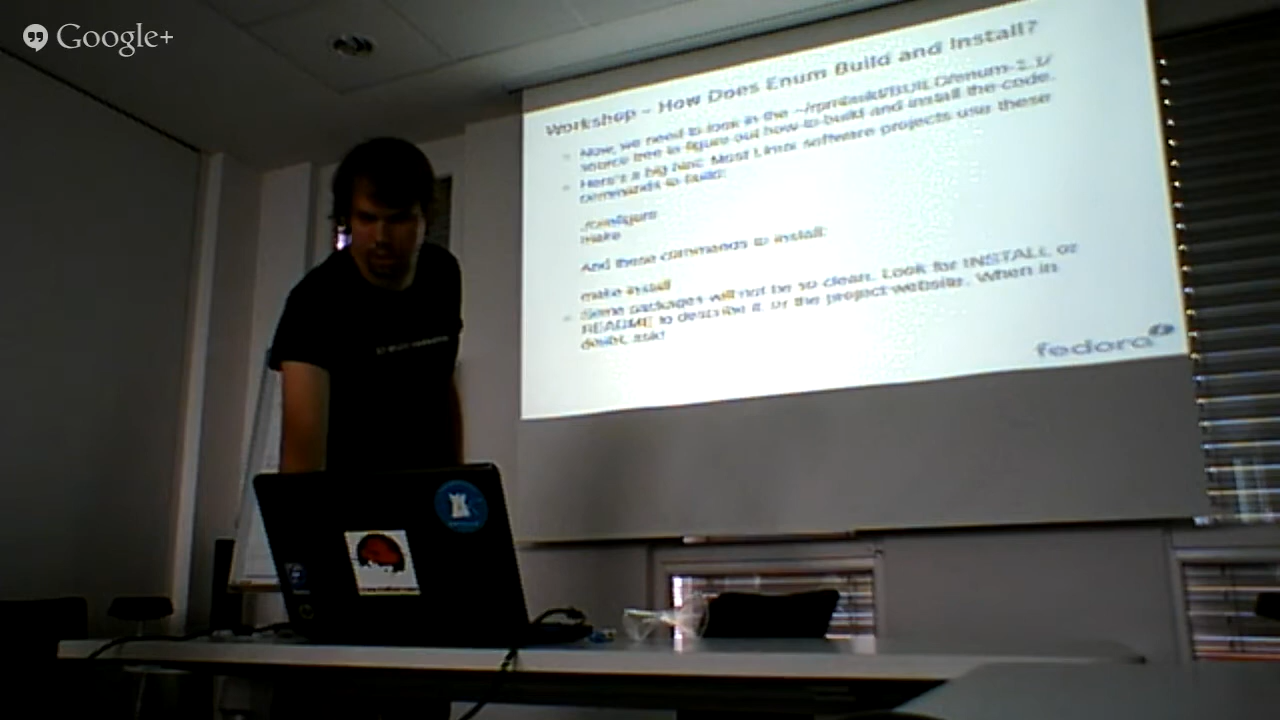 Google+
Workshop – How Does Enum Build and Install?
Now, we need to look in the ~/rpmbuild/BUILD/enum-1.1/
source tree to figure out how to build and install the code.
Here's a big hint: Most Linux software projects use these
commands to build:
./configure
make
And these commands to install:
make install
Some packages will not be so clean. Look for INSTALL or
README to describe it. Or the project website. When in
doubt, ask!
fedora